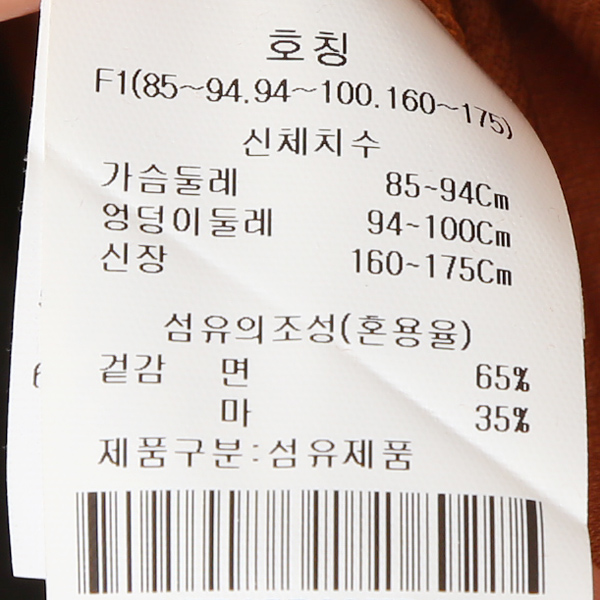 호칭
F1(85~94.94~100.160~175)
신체치수
가슴둘레 85~94Cm
엉덩이둘레 94~100Cm
신장 160~175Cm
섬유의조성(혼용율)
겉감 면 65%
마 35%
제품구분:섬유제품